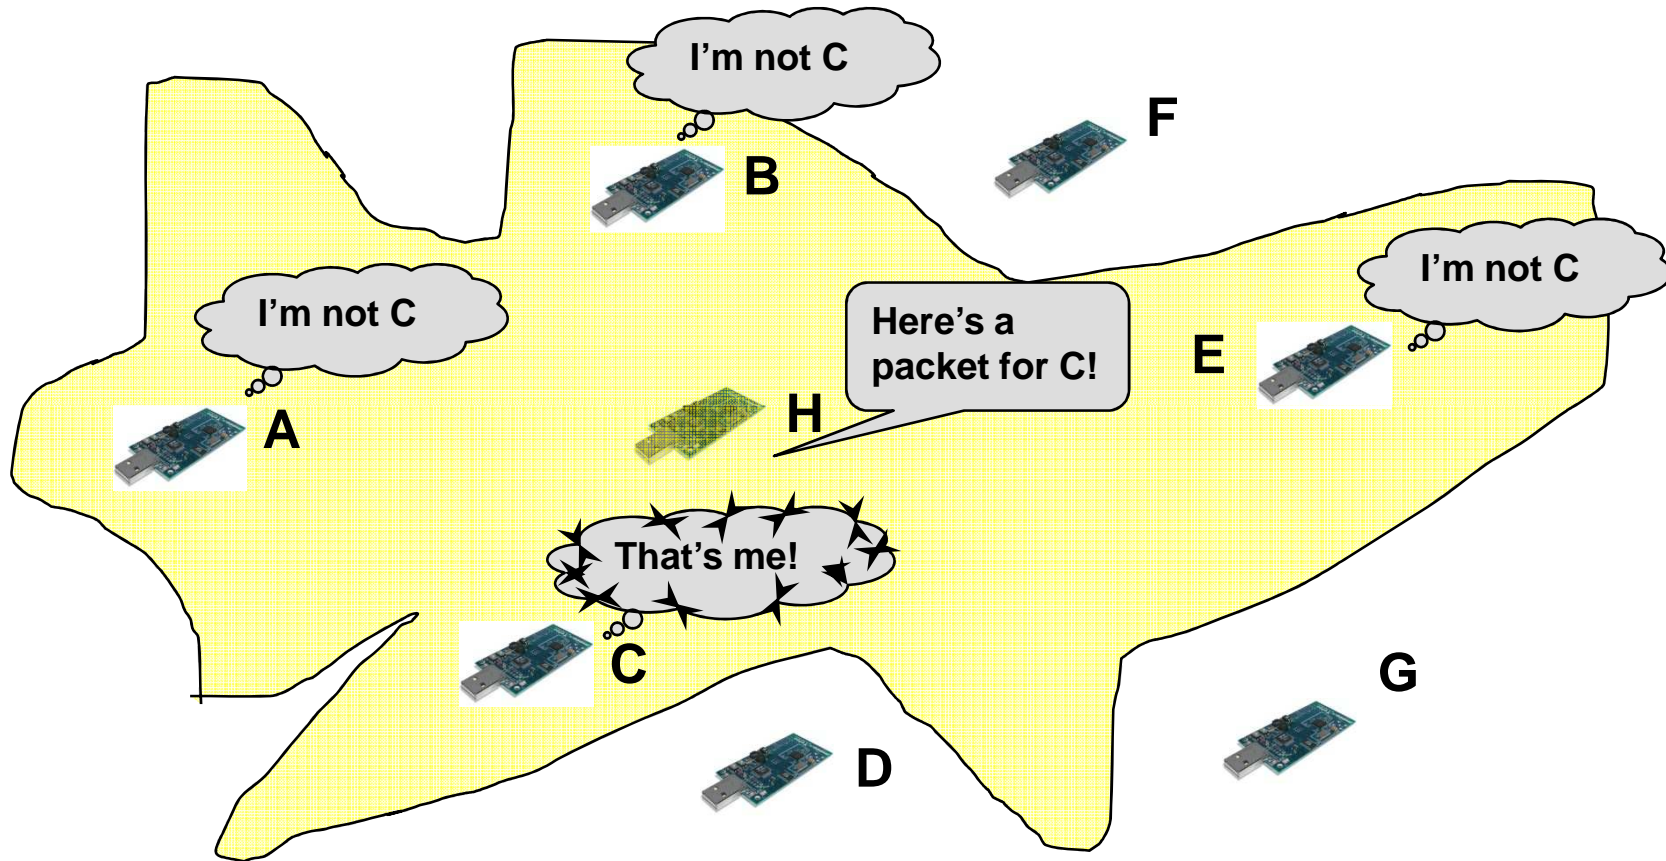 I’m not C
F
B
I’m not C
I’m not C
Here’s a
packet for C!
E
A
H
That’s me!
C
G
D